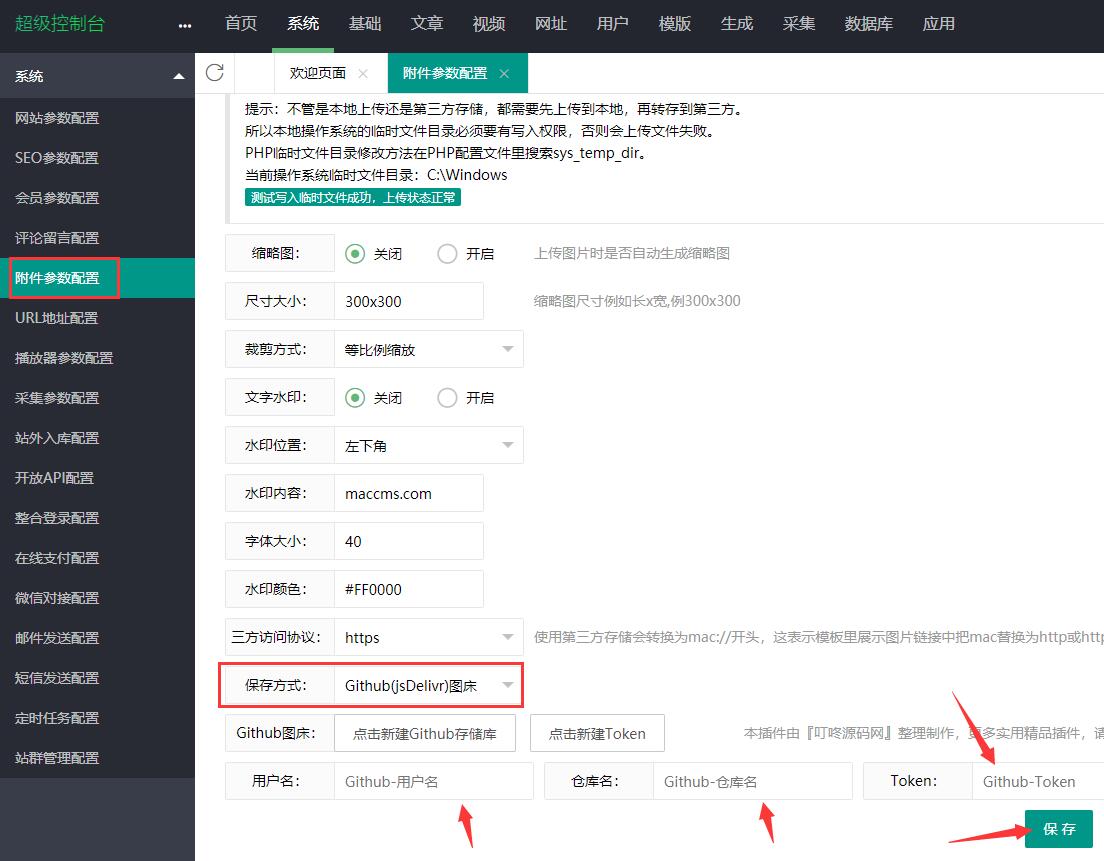 超级控制台
首页 系统 基础 文章 视频 网址 用户 模版 生成 采集 数据库 应用
系统
网站参数配置
SEO参数配置
会员参数配置
评论留言配置
附件参数配置
URL地址配置
播放器参数配置
采集参数配置
站外入库配置
开放API配置
整合登录配置
在线支付配置
微信对接配置
邮件发送配置
短信发送配置
定时任务配置
站群管理配置
欢迎页面 附件参数配置
提示：不管是本地上传还是第三方存储，都需要先上传到本地，再转存到第三方。
所以本地操作系统的临时文件目录必须要有写入权限，否则会上传文件失败。
PHP临时文件目录修改方法在PHP配置文件里搜索sys_temp_dir。
当前操作系统临时文件目录：C:\Windows
测试写入临时文件成功，上传状态正常
缩略图： 关闭 开启 上传图片时是否自动生成缩略图
尺寸大小： 300x300 缩略图尺寸例如长x宽,例300x300
裁剪方式： 等比例缩放
文字水印： 关闭 开启
水印位置： 左下角
水印内容： maccms.com
字体大小： 40
水印颜色： #FF0000
三方访问协议： https 使用第三方存储会转换为mac://开头，这表示模板里展示图片链接中把mac替换为http或http
保存方式： Github(jsDelivr)图床
Github图床： 点击新建Github存储库 点击新建Token 本插件由『叮咚源码网』整理制作，更多实用精品插件，请
用户名： Github-用户名 仓库名： Github-仓库名 Token： Github-Token
保 存